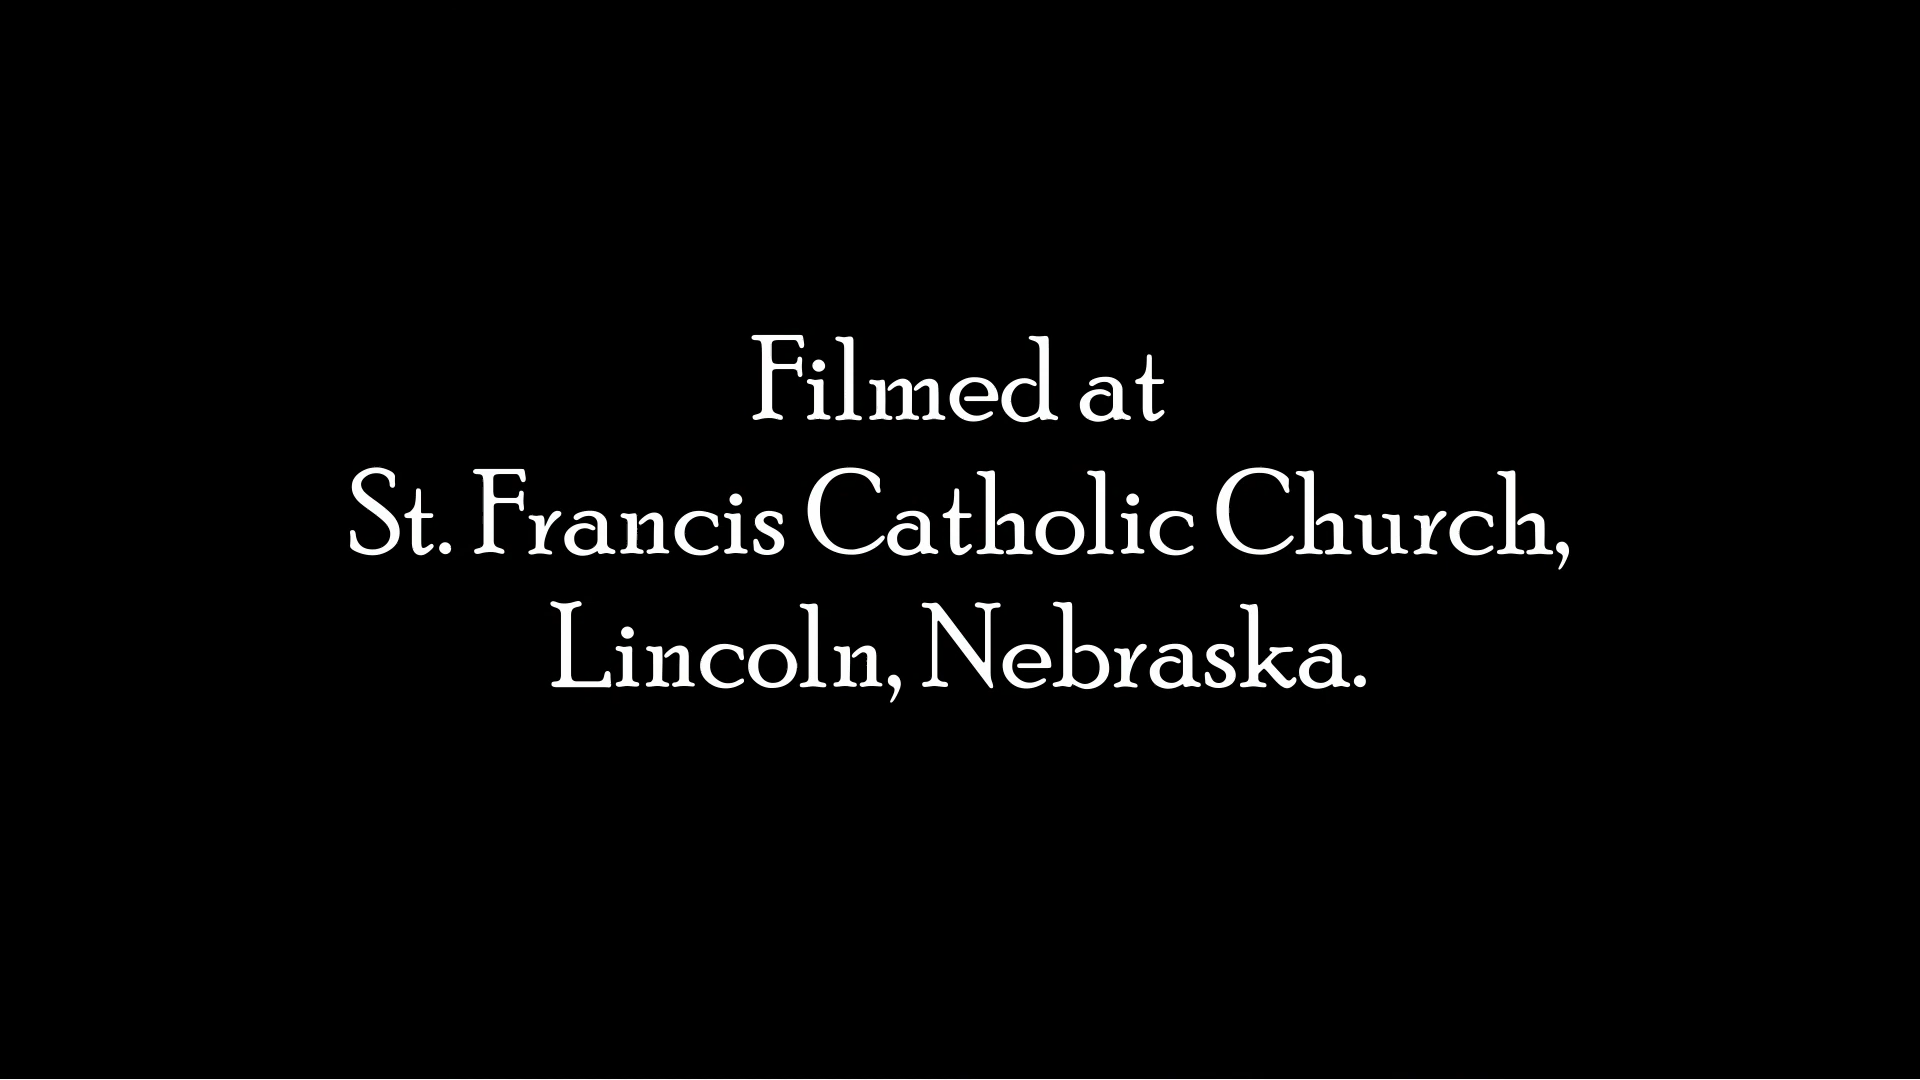 Filmed at
St. Francis Catholic Church,
Lincoln, Nebraska.